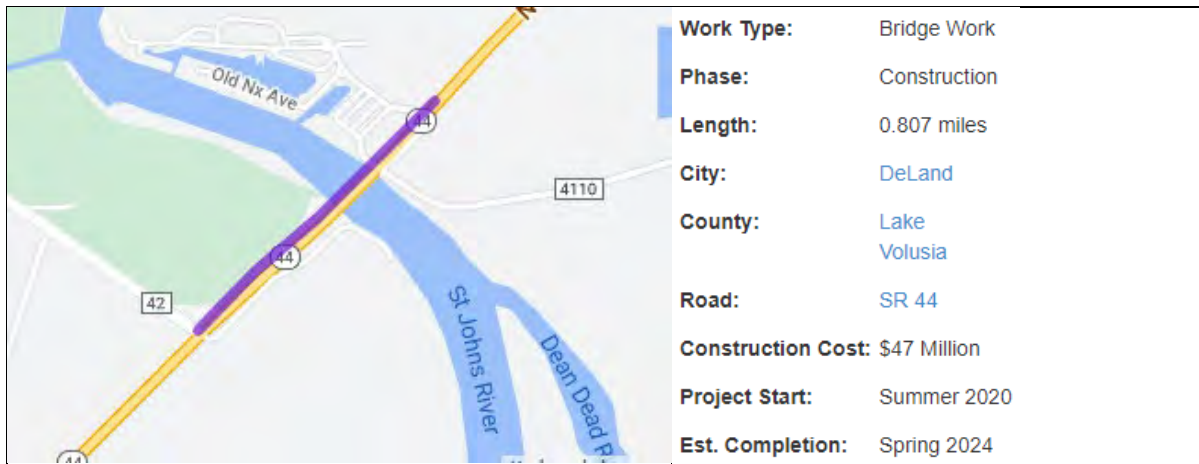 Old Nx Ave
44
4110
44
42
St Johns River
Dean Dead R
44
Work Type: Bridge Work
Phase: Construction
Length: 0.807 miles
City: DeLand
County: Lake
Volusia
Road: SR 44
Construction Cost: $47 Million
Project Start: Summer 2020
Est. Completion: Spring 2024